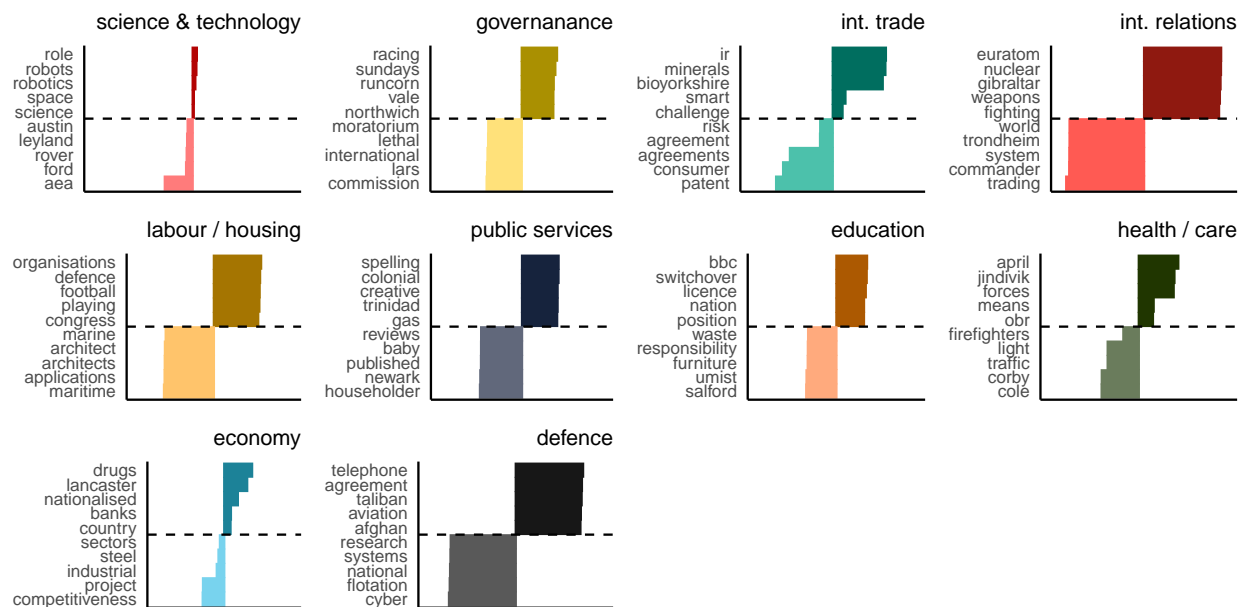 science & technology
role
robots
robotics
space
science
austin
leyland
rover
ford
aea
governanance
racing
sundays
runcorn
vale
northwich
moratorium
lethal
international
lars
commission
int. trade
ir
minerals
bioyorkshire
smart
challenge
risk
agreement
agreements
consumer
patent
int. relations
euratom
nuclear
gibraltar
weapons
fighting
world
trondheim
system
commander
trading
labour / housing
organisations
defence
football
playing
congress
marine
architect
architects
applications
maritime
public services
spelling
colonial
creative
trinidad
gas
reviews
baby
published
newark
householder
education
bbc
switchover
licence
nation
position
waste
responsibility
furniture
umist
salford
health / care
april
jindivik
forces
means
obr
firefighters
light
traffic
corby
cole
economy
drugs
lancaster
nationalised
banks
country
sectors
steel
industrial
project
competitiveness
defence
telephone
agreement
taliban
aviation
afghan
research
systems
national
flotation
cyber